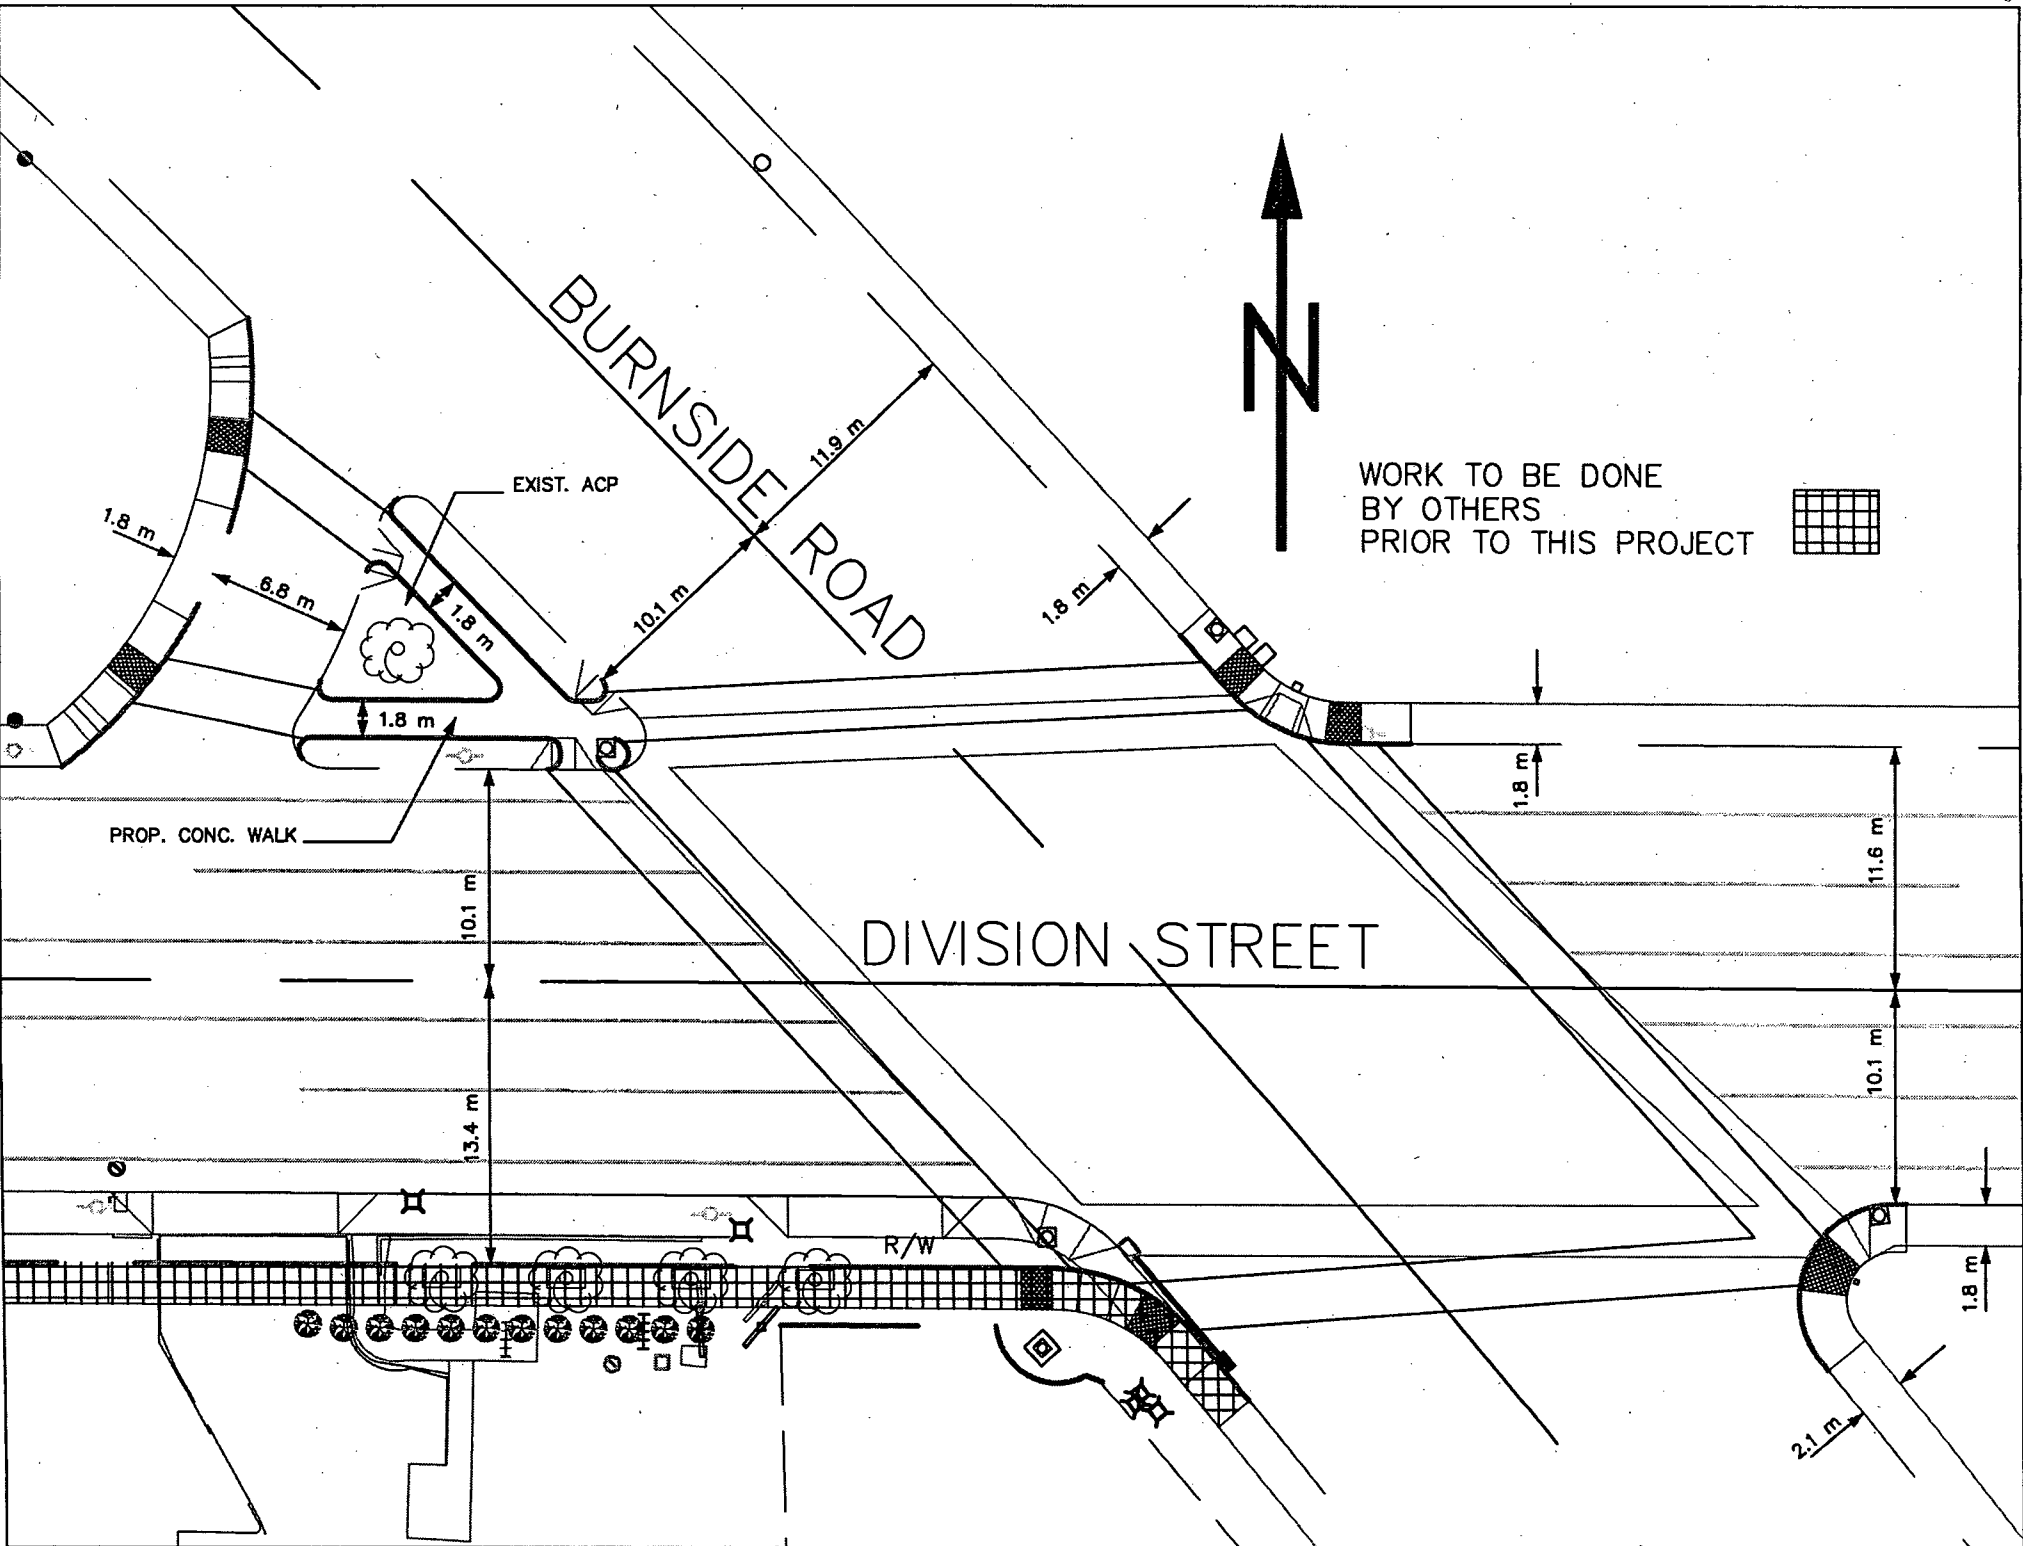 BURNSIDE ROAD
11.9 m
N
WORK TO BE DONE
BY OTHERS
PRIOR TO THIS PROJECT
EXIST. ACP
1.8 m
6.8 m
1.8 m
10.1 m
1.8 m
1.8 m
1.8 m
PROP. CONC. WALK
10.1 m
11.6 m
DIVISION STREET
13.4 m
10.1 m
R/W
1.8 m
2.1 m